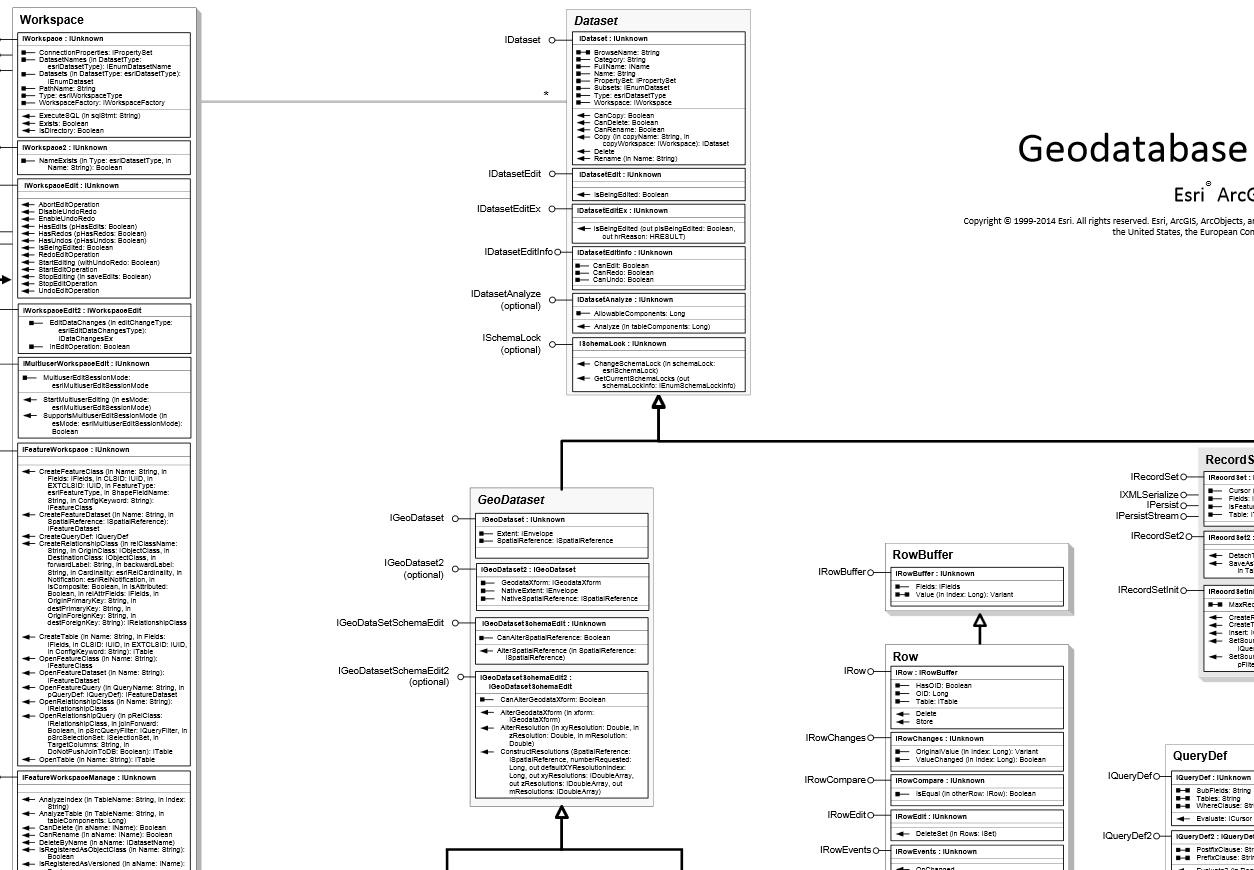 Workspace
IWorkspace : IUnknown
ConnectionProperties: IPropertySet
DatasetNames (in DatasetType:
esriDatasetType): IEnumDatasetName
Datasets (in DatasetType: esriDatasetType):
IEnumDataset
PathName: String
Type: esriWorkspaceType
WorkspaceFactory: IWorkspaceFactory
ExecuteSQL (in sqlStmt: String)
Exists: Boolean
IsDirectory: Boolean
IWorkspace2 : IUnknown
NameExists (in Type: esriDatasetType, in
Name: String): Boolean
IWorkspaceEdit : IUnknown
AbortEditOperation
DisableUndoRedo
EnableUndoRedo
HasEdits (pHasEdits: Boolean)
HasRedos (pHasRedos: Boolean)
HasUndos (pHasUndos: Boolean)
IsBeingEdited: Boolean
RedoEditOperation
StartEditing (withUndoRedo: Boolean)
StartEditOperation
StopEditing (in saveEdits: Boolean)
StopEditOperation
UndoEditOperation
IWorkspaceEdit2 : IWorkspaceEdit
EditDataChanges (in editChangeType:
esriEditDataChangesType):
IDataChangesEx
InEditOperation: Boolean
IMultiuserWorkspaceEdit : IUnknown
MultiuserEditSessionMode:
esriMultiuserEditSessionMode
StartMultiuserEditing (in esMode:
esriMultiuserEditSessionMode)
SupportsMultiuserEditSessionMode (in
esMode: esriMultiuserEditSessionMode):
Boolean
IFeatureWorkspace : IUnknown
CreateFeatureClass (in Name: String, in
Fields: IFields, in CLSID: IUID, in
EXTCLSID: IUID, in FeatureType:
esriFeatureType, in ShapeFieldName:
String, in ConfigKeyword: String):
IFeatureClass
CreateFeatureDataset (in Name: String, in
SpatialReference: ISpatialReference):
IFeatureDataset
CreateQueryDef: IQueryDef
CreateRelationshipClass (in relClassName:
String, in OriginClass: IObjectClass, in
DestinationClass: IObjectClass, in
forwardLabel: String, in backwardLabel:
String, in Cardinality: esriRelCardinality, in
Notification: esriRelNotification, in
IsComposite: Boolean, in IsAttributed:
Boolean, in relAttrFields: IFields, in
OriginPrimaryKey: String, in
destPrimaryKey: String, in
OriginForeignKey: String, in
destForeignKey: String): IRelationshipClass
CreateTable (in Name: String, in Fields:
IFields, in CLSID: IUID, in EXTCLSID: IUID,
in ConfigKeyword: String): ITable
OpenFeatureClass (in Name: String):
IFeatureClass
OpenFeatureDataset (in Name: String):
IFeatureDataset
OpenFeatureQuery (in QueryName: String, in
pQueryDef: IQueryDef): IFeatureDataset
OpenRelationshipClass (in Name: String):
IRelationshipClass
OpenRelationshipQuery (in pRelClass:
IRelationshipClass, in joinForward:
Boolean, in pSrcQueryFilter: IQueryFilter, in
pSrcSelectionSet: ISelectionSet, in
TargetColumns: String, in
DoNotPushJoinToDB: Boolean): ITable
OpenTable (in Name: String): ITable
IFeatureWorkspaceManage : IUnknown
AnalyzeIndex (in TableName: String, in Index:
String)
AnalyzeTable (in TableName: String, in
tableComponents: Long)
CanDelete (in aName: IName): Boolean
CanRename (in aName: IName): Boolean
DeleteByName (in aName: IDatasetName)
IsRegisteredAsObjectClass (in Name: String):
Boolean
IsRegisteredAsVersioned (in aName: IName):
*
Dataset
IDataset
IDataset : IUnknown
BrowseName: String
Category: String
FullName: IName
Name: String
PropertySet: IPropertySet
Subsets: IEnumDataset
Type: esriDatasetType
Workspace: IWorkspace
CanCopy: Boolean
CanDelete: Boolean
CanRename: Boolean
Copy (in copyName: String, in
copyWorkspace: IWorkspace): IDataset
Delete
Rename (in Name: String)
IDatasetEdit
IDatasetEdit : IUnknown
IsBeingEdited: Boolean
IDatasetEditEx
IDatasetEditEx : IUnknown
IsBeingEdited (out pIsBeingEdited: Boolean,
out hrReason: HRESULT)
IDatasetEditInfo
IDatasetEditInfo : IUnknown
CanEdit: Boolean
CanRedo: Boolean
CanUndo: Boolean
IDatasetAnalyze
(optional)
IDatasetAnalyze : IUnknown
AllowableComponents: Long
Analyze (in tableComponents: Long)
ISchemaLock
(optional)
ISchemaLock : IUnknown
ChangeSchemaLock (in schemaLock:
esriSchemaLock)
GetCurrentSchemaLocks (out
schemaLockInfo: IEnumSchemaLockInfo)
Geodatabase
Esri® ArcG
Copyright © 1999-2014 Esri. All rights reserved. Esri, ArcGIS, ArcObjects, an
the United States, the European Con
GeoDataset
IGeoDataset
IGeoDataset : IUnknown
Extent: IEnvelope
SpatialReference: ISpatialReference
IGeoDataset2
(optional)
IGeoDataset2 : IGeoDataset
GeodataXform: IGeodataXform
NativeExtent: IEnvelope
NativeSpatialReference: ISpatialReference
IGeoDataSetSchemaEdit
IGeoDatasetSchemaEdit : IUnknown
CanAlterSpatialReference: Boolean
AlterSpatialReference (in SpatialReference:
ISpatialReference)
IGeoDatasetSchemaEdit2
(optional)
IGeoDatasetSchemaEdit2 :
IGeoDatasetSchemaEdit
CanAlterGeodataXform: Boolean
AlterGeodataXform (in xform:
IGeodataXform)
AlterResolution (in xyResolution: Double, in
zResolution: Double, in mResolution:
Double)
ConstructResolutions (SpatialReference:
ISpatialReference, numberRequested:
Long, out defaultXYResolutionIndex:
Long, out xyResolutions: IDoubleArray,
out zResolutions: IDoubleArray, out
mResolutions: IDoubleArray)
RowBuffer
IRowBuffer
IRowBuffer : IUnknown
Fields: IFields
Value (in Index: Long): Variant
Row
IRow
IRow : IRowBuffer
HasOID: Boolean
OID: Long
Table: ITable
Delete
Store
IRowChanges
IRowChanges : IUnknown
OriginalValue (in Index: Long): Variant
ValueChanged (in Index: Long): Boolean
IRowCompare
IRowCompare : IUnknown
IsEqual (in otherRow: IRow): Boolean
IRowEdit
IRowEdit : IUnknown
DeleteSet (in Rows: ISet)
IRowEvents
IRowEvents : IUnknown
OnChanged
RecordS
IRecordSet
IXMLSerialize
IPersist
IPersistStream
IRecordSet :
Cursor
Fields: I
IsFeatu
Table: I
IRecordSet2
IRecordSet2
DetachT
SaveAs
in Ta
IRecordSetInit
IRecordSetIni
MaxRec
CreateR
CreateT
Insert: I
SetSour
IQue
SetSour
pFilte
QueryDef
IQueryDef
IQueryDef : IUnknown
SubFields: String
Tables: String
WhereClause: Str
Evaluate: ICursor
IQueryDef2
IQueryDef2 : IQueryDe
PostfixClause: Stri
PrefixClause: Stri